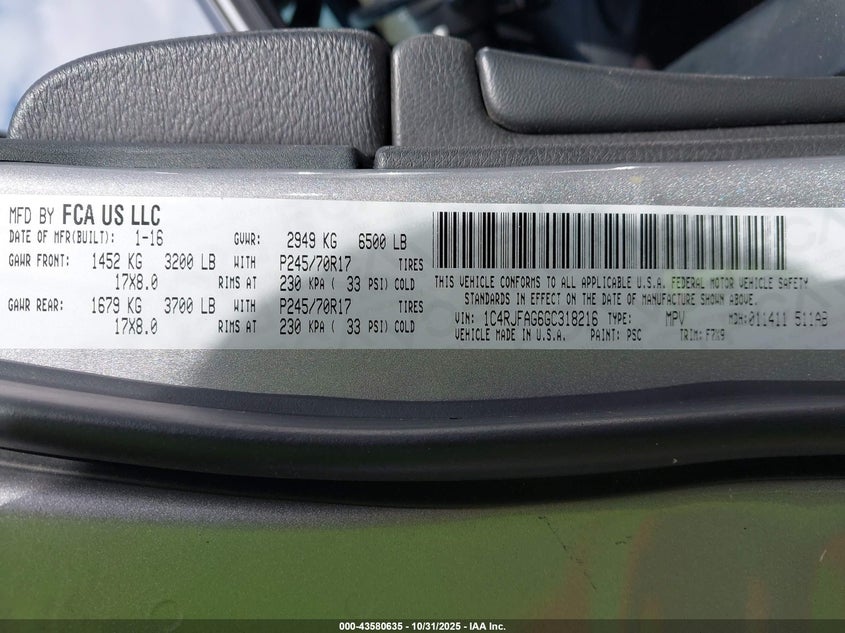 MFD BY FCA US LLC
DATE OF MFR(BUILT): 1-16 GVWR: 2949 KG 6500 LB
GAWR FRONT: 1452 KG 3200 LB WITH P245/70R17 TIRES
17X8.0 RIMS AT 230 KPA ( 33 PSI) COLD
GAWR REAR: 1679 KG 3700 LB WITH P245/70R17 TIRES
17X8.0 RIMS AT 230 KPA ( 33 PSI) COLD
THIS VEHICLE CONFORMS TO ALL APPLICABLE U.S.A. FEDERAL MOTOR VEHICLE SAFETY
STANDARDS IN EFFECT ON THE DATE OF MANUFACTURE SHOWN ABOVE.
VIN: 1C4RJFAG6GC318216 TYPE: MPV MDH:011411 511AB
VEHICLE MADE IN U.S.A. PAINT: PSC TRIM: F7X9
000-43580635 - 10/31/2025 - IAA Inc.